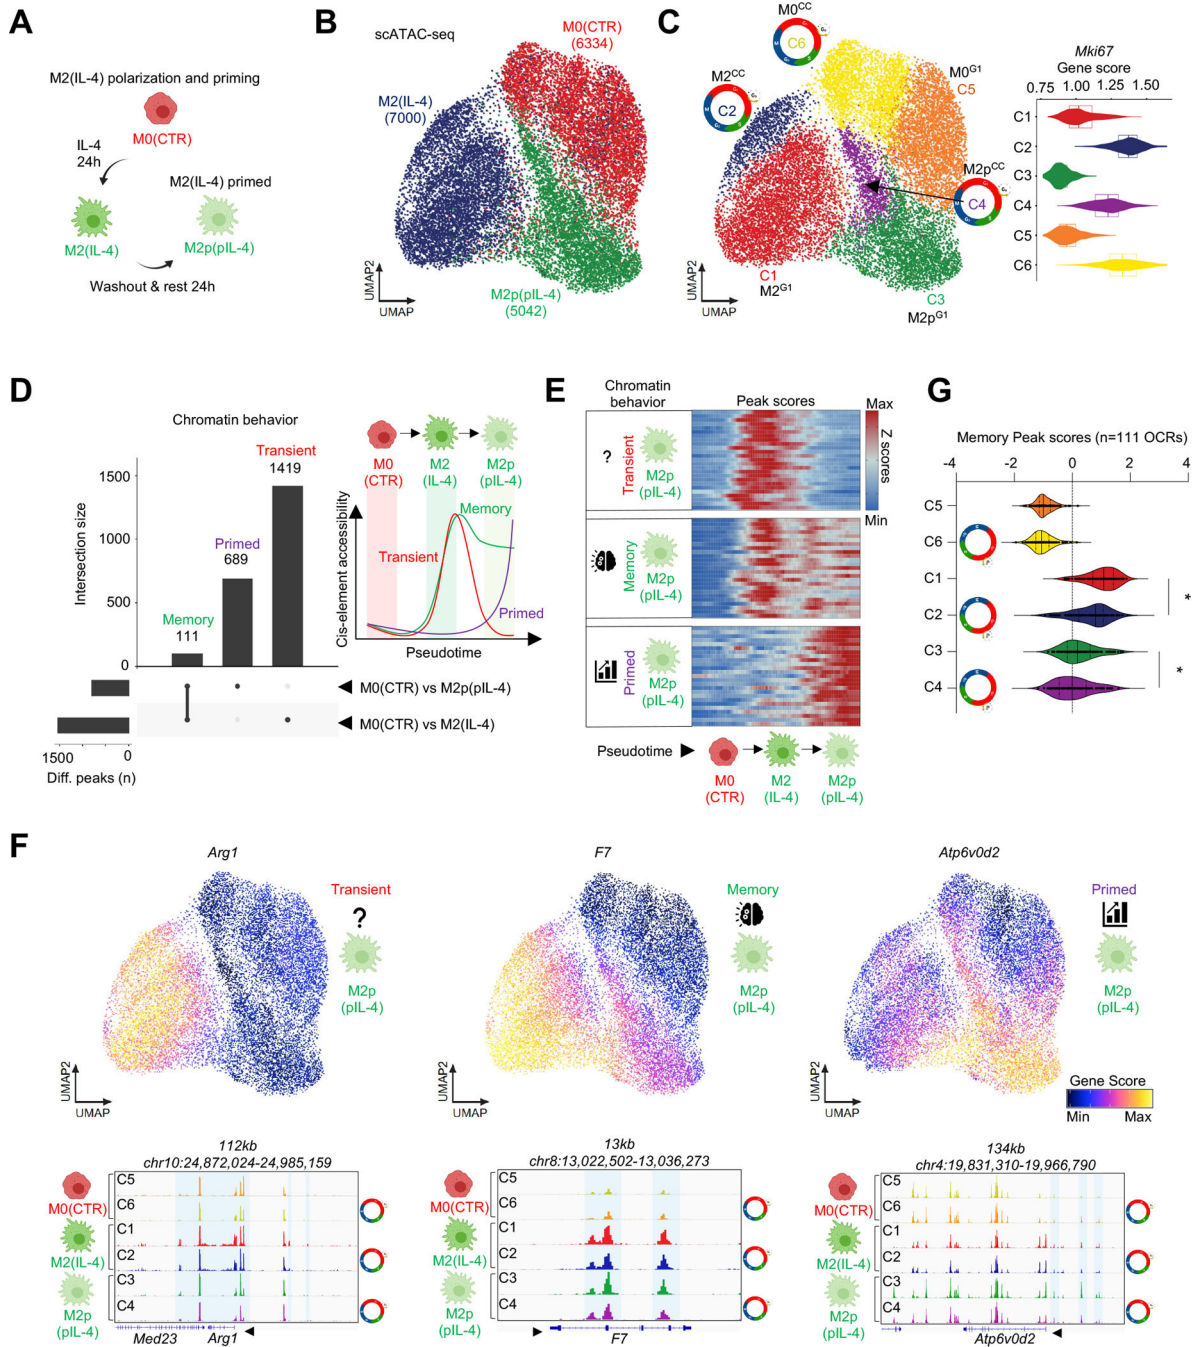 A
M2(IL-4) polarization and priming
M0(CTR)
IL-4
24h
M2(IL-4) primed
M2(IL-4)
M2p(pIL-4)
Washout & rest 24h
B
scATAC-seq
M0(CTR)
(6334)
M2(IL-4)
(7000)
M2p(pIL-4)
(5042)
UMAP2
UMAP
C
M0CC
C6
M2CC
C2
M0G1
C5
M2pCC
C4
C1
M2G1
C3
M2pG1
UMAP2
UMAP
Mki67
Gene score
0.75 1.00 1.25 1.50
C1
C2
C3
C4
C5
C6
D
Chromatin behavior
Intersection size
1500
1000
500
0
Transient
1419
Primed
689
Memory
111
M0(CTR) vs M2p(pIL-4)
M0(CTR) vs M2(IL-4)
1500 0
Diff. peaks (n)
M0
(CTR)
M2
(IL-4)
M2p
(pIL-4)
Cis-element accessibility
Memory
Transient
Primed
Pseudotime
E
Chromatin
behavior
Peak scores
Max
Z scores
Min
?
Transient
M2p
(pIL-4)
Memory
M2p
(pIL-4)
Primed
M2p
(pIL-4)
Pseudotime
M0
(CTR)
M2
(IL-4)
M2p
(pIL-4)
G
Memory Peak scores (n=111 OCRs)
-4 -2 0 2 4
C5
C6
C1
C2
C3
C4
*
*
F
Arg1
Transient
?
M2p
(pIL-4)
UMAP2
UMAP
F7
Memory
M2p
(pIL-4)
UMAP2
UMAP
Atp6v0d2
Primed
M2p
(pIL-4)
UMAP2
UMAP
Gene Score
Min Max
112kb
chr10:24,872,024-24,985,159
C5
C6
C1
C2
C3
C4
M0(CTR)
M2(IL-4)
M2p
(pIL-4)
Med23 Arg1
13kb
chr8:13,022,502-13,036,273
C5
C6
C1
C2
C3
C4
M0(CTR)
M2(IL-4)
M2p
(pIL-4)
F7
134kb
chr4:19,831,310-19,966,790
C5
C6
C1
C2
C3
C4
M0(CTR)
M2(IL-4)
M2p
(pIL-4)
Atp6v0d2